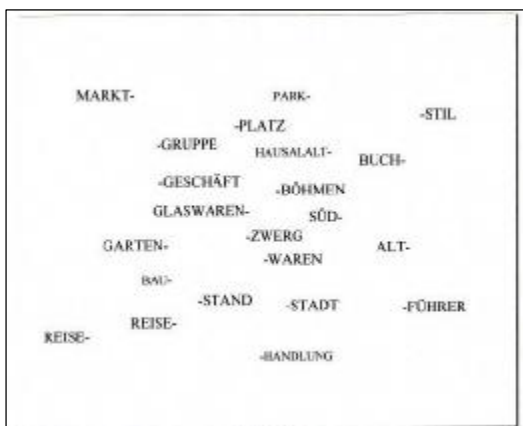 MARKT- PARK-
-STIL
-PLATZ
-GRUPPE
HAUSALALT-
BUCH-
-GESCHÄFT
-BÖHMEN
GLASWAREN-
SÜD-
-ZWERG
GARTEN- ALT-
-WAREN
BAU-
-STAND -STADT -FÜHRER
REISE-
REISE-
-HANDLUNG